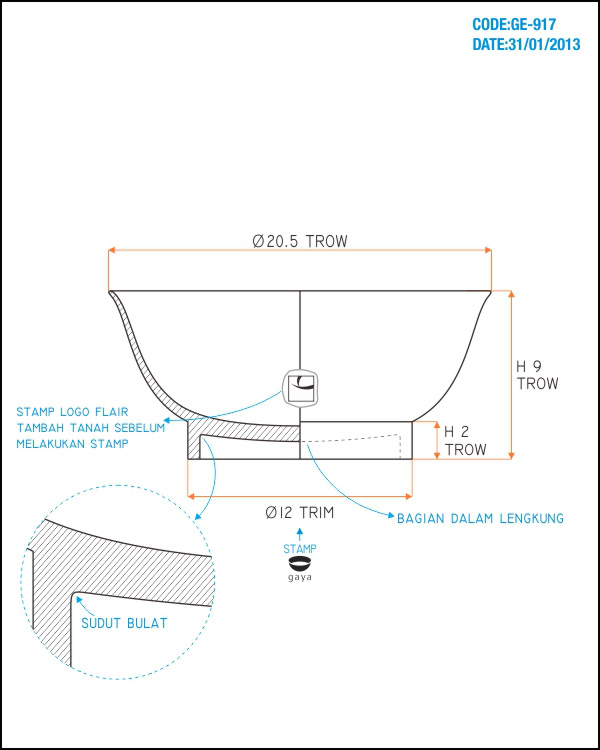 CODE:GE-917
DATE:31/01/2013
Ø20.5 TROW
H 9
TROW
STAMP LOGO FLAIR
TAMBAH TANAH SEBELUM
MELAKUKAN STAMP
H 2
TROW
Ø12 TRIM
BAGIAN DALAM LENGKUNG
STAMP
gaya
SUDUT BULAT